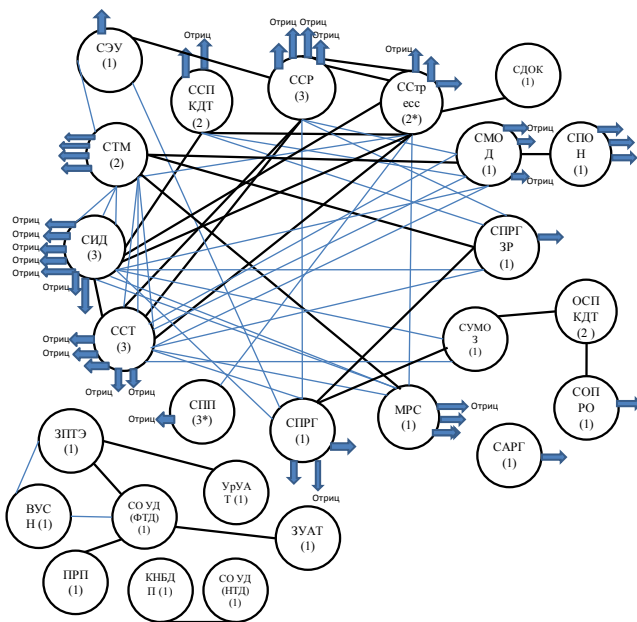 Отриц
Отриц
Отриц
Отриц
СЭУ
(1)
ССП
КДТ
(2 )
ССР
(3)
ССтр
есс
(2*)
СДОК
(1)
СТМ
(2)
СМО
Д
(1)
Отриц
Отриц
СПО
Н
(1)
Отриц
Отриц
Отриц
Отриц
Отриц
Отриц
СИД
(3)
СПРГ
ЗР
(1)
ССТ
(3)
Отриц
Отриц
Отриц
Отриц
СУМО
З
(1)
ОСП
КДТ
(2 )
СПП
(3*)
Отриц
СПРГ
(1)
Отриц
МРС
(1)
Отриц
СОП
РО
(1)
САРГ
(1)
ЗПТЭ
(1)
УрУА
Т (1)
ВУС
Н (1)
СО УД
(ФТД)
(1)
ЗУАТ
(1)
ПРП
(1)
КНБД
П (1)
СО УД
(НТД)
(1)